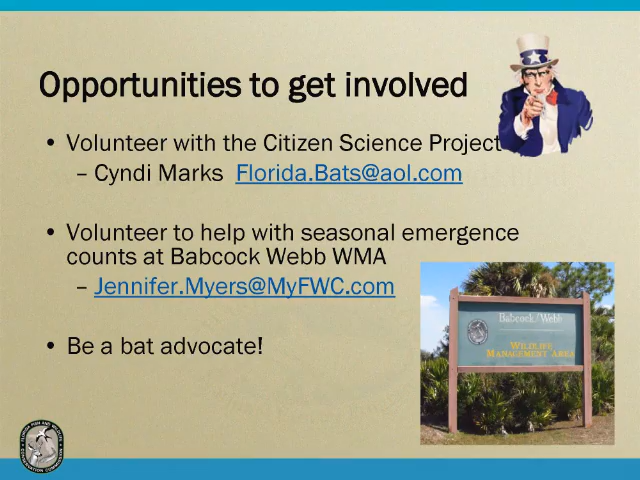 Opportunities to get involved
• Volunteer with the Citizen Science Project
– Cyndi Marks Florida.Bats@aol.com
• Volunteer to help with seasonal emergence
counts at Babcock Webb WMA
– Jennifer.Myers@MyFWC.com
• Be a bat advocate!
Babcock/Webb
WILDLIFE
MANAGEMENT AREA